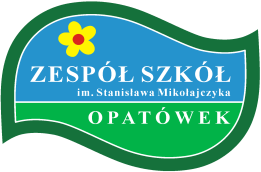 ZESPÓŁ SZKÓŁ
im. Stanisława Mikołajczyka
OPATÓWEK